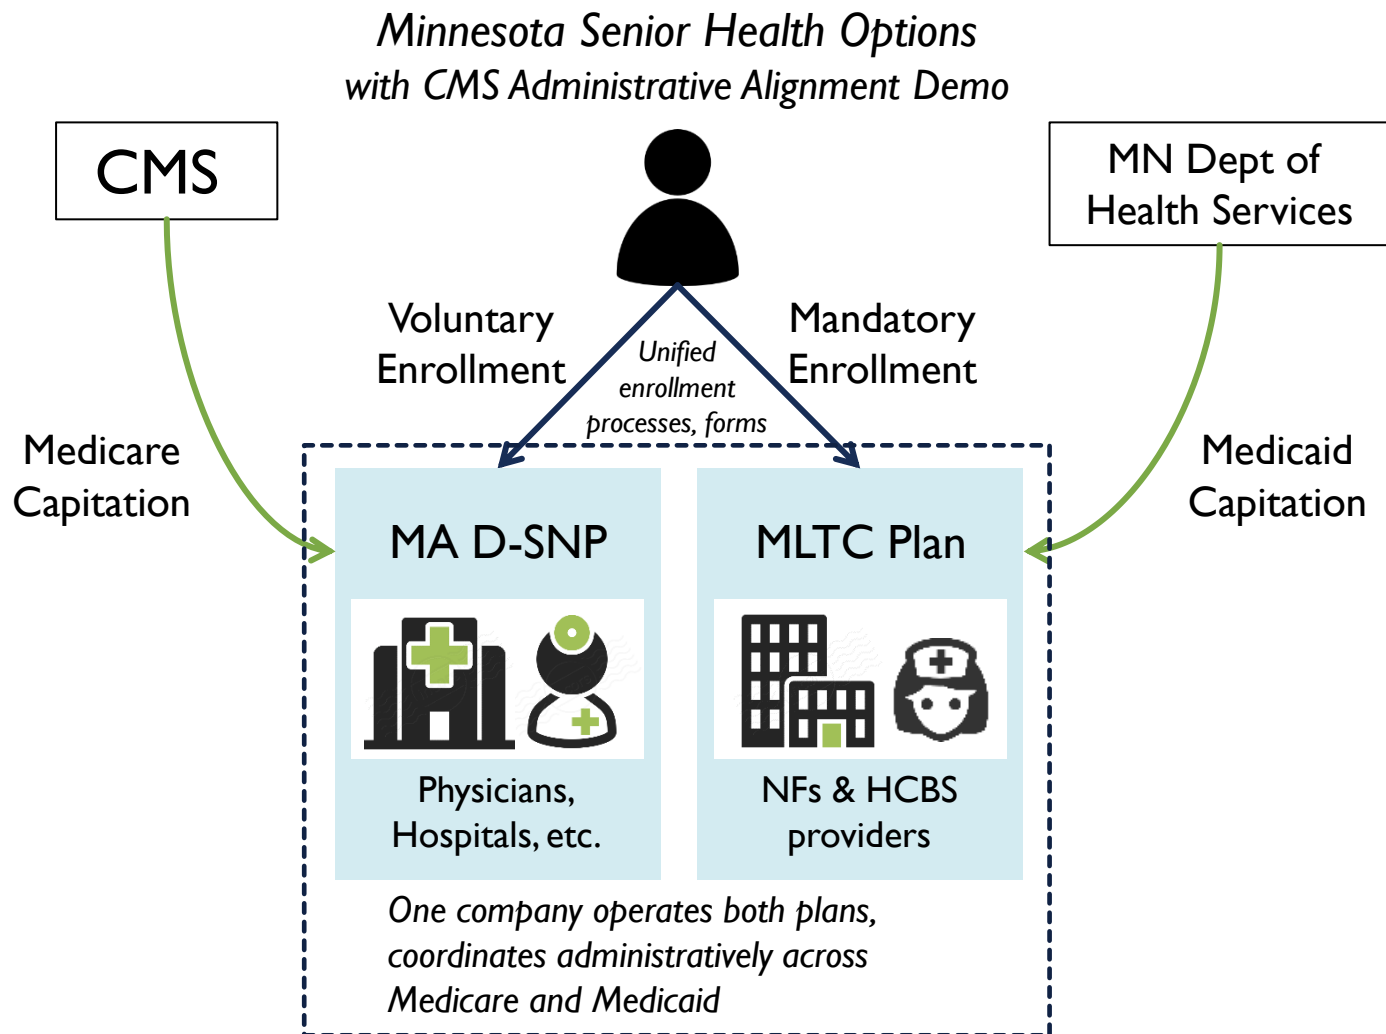 Minnesota Senior Health Options
with CMS Administrative Alignment Demo
CMS
MN Dept of
Health Services
Voluntary
Enrollment
Unified
enrollment
processes, forms
Mandatory
Enrollment
Medicare
Capitation
Medicaid
Capitation
MA D-SNP
Physicians,
Hospitals, etc.
MLTC Plan
NFs & HCBS
providers
One company operates both plans,
coordinates administratively across
Medicare and Medicaid